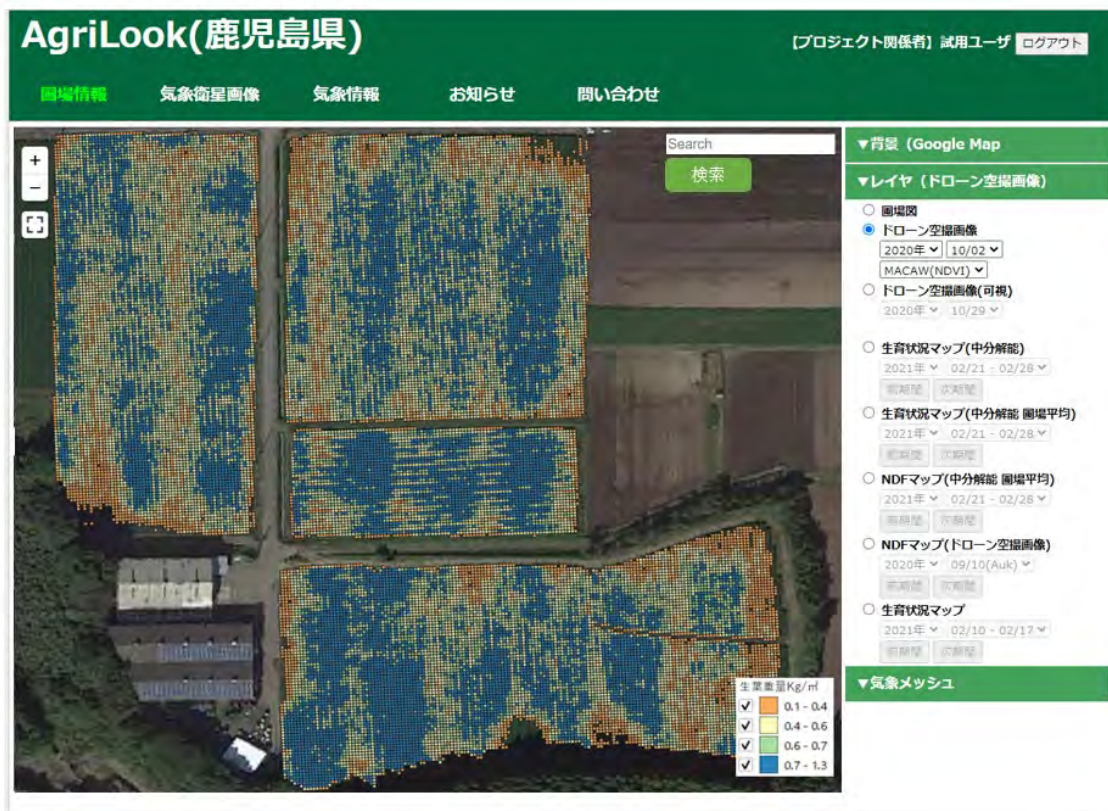 AgriLook(鹿児島県)
【プロジェクト関係者】試用ユーザ ログアウト
圃場情報 気象衛星画像 気象情報 お知らせ 問い合わせ
+
−
Search
検索
生葉重量Kg/㎡
0.1 - 0.4
0.4 - 0.6
0.6 - 0.7
0.7 - 1.3
▼背景（Google Map
▼レイヤ（ドローン空撮画像）
圃場図
ドローン空撮画像
2020年 10/02
MACAW(NDVI)
ドローン空撮画像(可視)
2020年 10/29
生育状況マップ(中分解能)
2021年 02/21 - 02/28
前期間 次期間
生育状況マップ(中分解能 圃場平均)
2021年 02/21 - 02/28
前期間 次期間
NDFマップ(中分解能 圃場平均)
2021年 02/21 - 02/28
前期間 次期間
NDFマップ(ドローン空撮画像)
2020年 09/10(Auk)
前期間 次期間
生育状況マップ
2021年 02/10 - 02/17
前期間 次期間
▼気象メッシュ